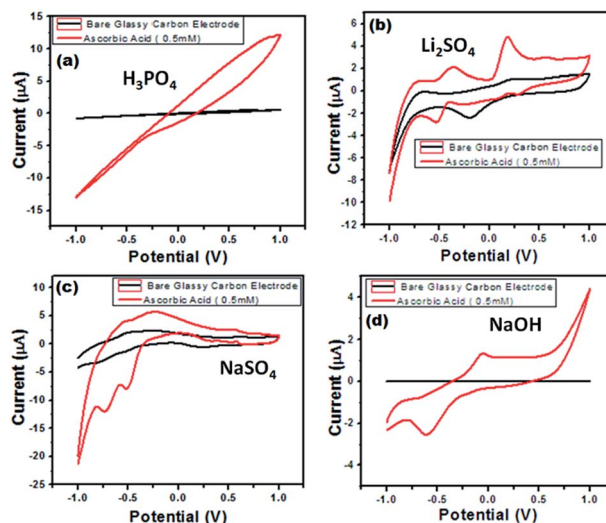 Bare Glassy Carbon Electrode
Ascorbic Acid ( 0.5mM)
(a)
H₃PO₄
Current (µA)
15
10
5
0
-5
-10
-15
-1.0 -0.5 0.0 0.5 1.0
Potential (V)
(b)
Li₂SO₄
Bare Glassy Carbon Electrode
Ascorbic Acid ( 0.5mM)
Current (µA)
6
4
2
0
-2
-4
-6
-8
-10
-12
-1.0 -0.5 0.0 0.5 1.0
Potential (V)
(c)
Bare Glassy Carbon Electrode
Ascorbic Acid ( 0.5mM)
NaSO₄
Current (µA)
20
15
10
5
0
-5
-10
-15
-20
-25
-1.0 -0.5 0.0 0.5 1.0
Potential (V)
Bare Glassy Carbon Electrode
Ascorbic Acid ( 0.5mM)
(d)
NaOH
Current (µA)
4
2
0
-2
-4
-1.0 -0.5 0.0 0.5 1.0
Potential (V)